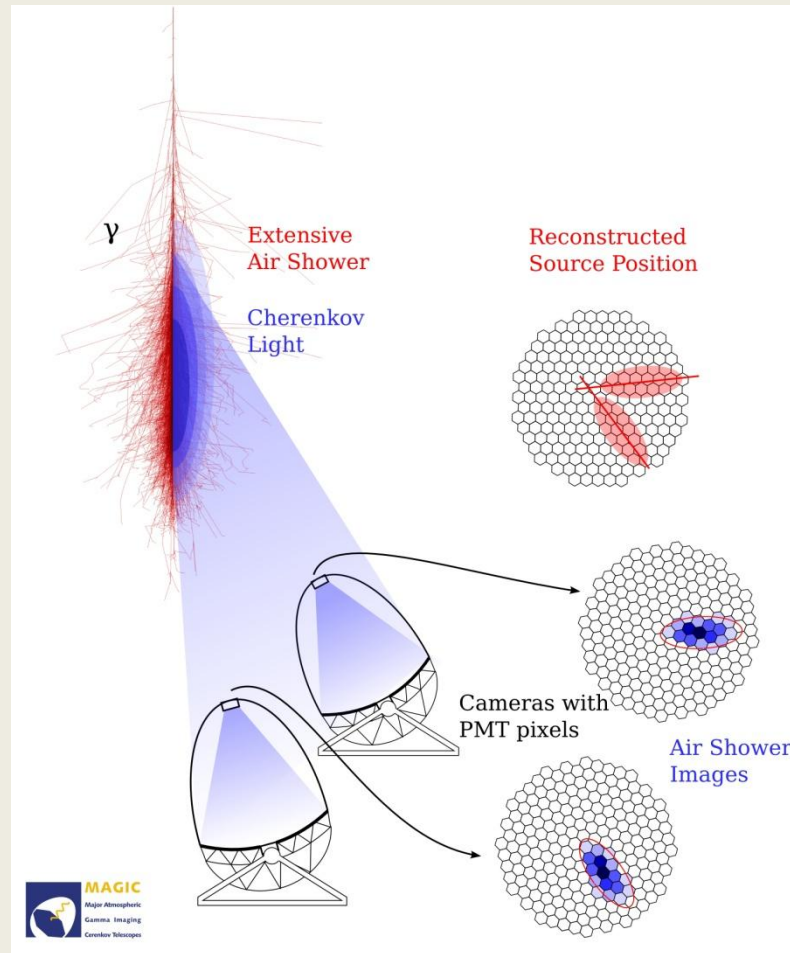 γ
Extensive
Air Shower
Cherenkov
Light
Reconstructed
Source Position
Cameras with
PMT pixels
Air Shower
Images
MAGIC
Major Atmospheric
Gamma Imaging
Cerenkov Telescopes